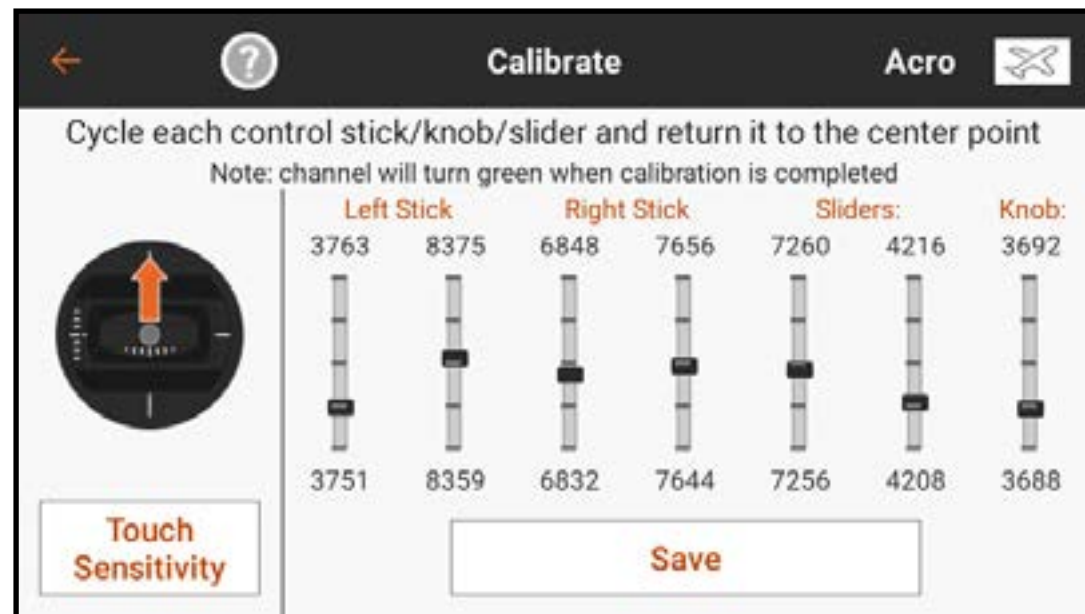 ? Calibrate Acro
Cycle each control stick/knob/slider and return it to the center point
Note: channel will turn green when calibration is completed
Left Stick Right Stick Sliders: Knob:
3763 8375 6848 7656 7260 4216 3692
3751 8359 6832 7644 7256 4208 3688
Touch
Sensitivity
Save